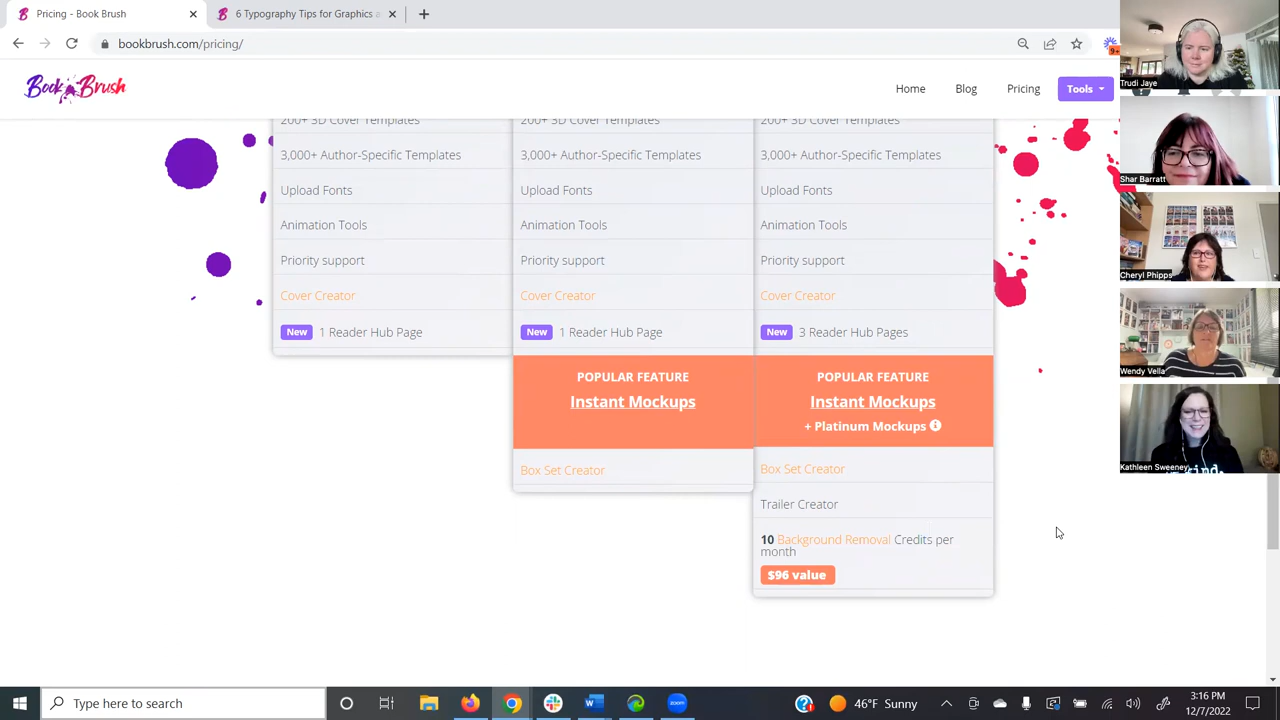 Pricing - Book Brush
6 Typography Tips for Graphics a
bookbrush.com/pricing/
9+
Book Brush
Home
Blog
Pricing
Tools
200+ 3D Cover Templates
3,000+ Author-Specific Templates
Upload Fonts
Animation Tools
Priority support
Cover Creator
New 1 Reader Hub Page
200+ 3D Cover Templates
3,000+ Author-Specific Templates
Upload Fonts
Animation Tools
Priority support
Cover Creator
New 1 Reader Hub Page
POPULAR FEATURE
Instant Mockups
Box Set Creator
200+ 3D Cover Templates
3,000+ Author-Specific Templates
Upload Fonts
Animation Tools
Priority support
Cover Creator
New 3 Reader Hub Pages
POPULAR FEATURE
Instant Mockups
+ Platinum Mockups
Box Set Creator
Trailer Creator
10 Background Removal Credits per
month
$96 value
Trudi Jaye
Shar Barratt
Cheryl Phipps
Wendy Vella
kind.
Kathleen Sweeney
Type here to search
46°F Sunny
3:16 PM
12/7/2022